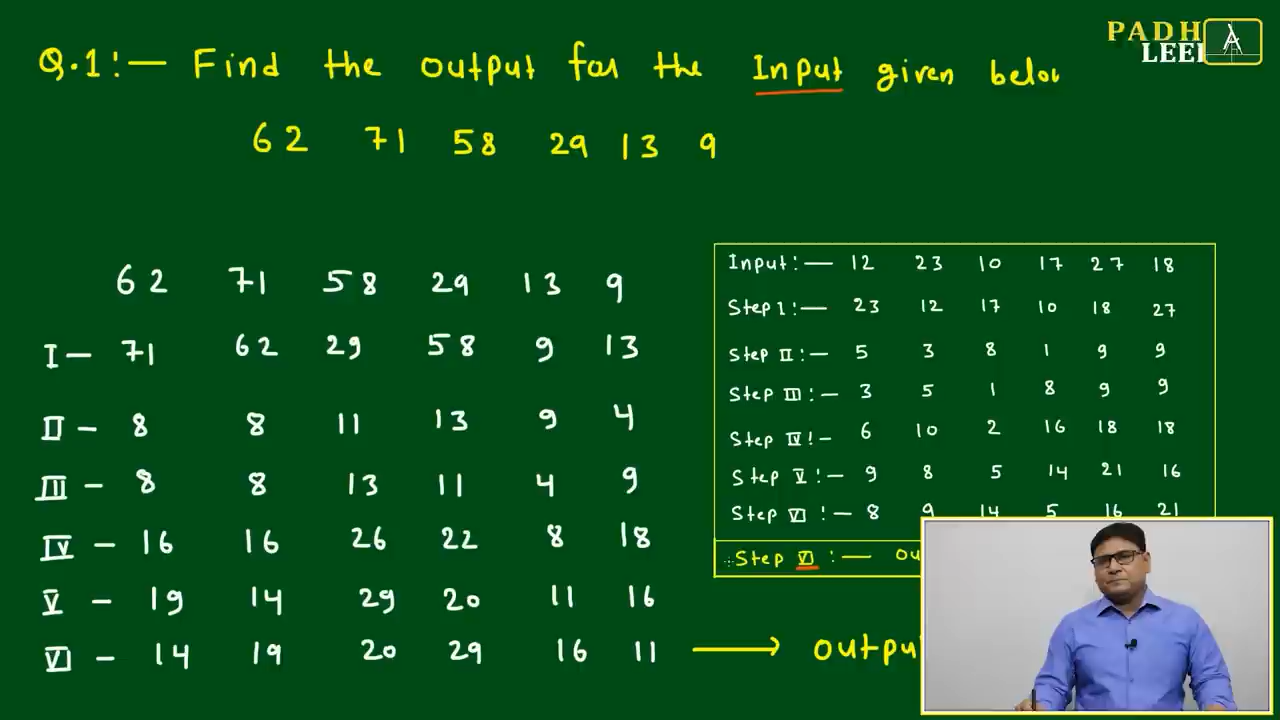 PADH
LEEI
Q.1:— Find the output for the Input given below
62 71 58 29 13 9
62 71 58 29 13 9
I — 71 62 29 58 9 13
II — 8 8 11 13 9 4
III — 8 8 13 11 4 9
IV — 16 16 26 22 8 18
V — 19 14 29 20 11 16
VI — 14 19 20 29 16 11 → output
Input:— 12 23 10 17 27 18
Step I:— 23 12 17 10 18 27
Step II:— 5 3 8 1 9 9
Step III:— 3 5 1 8 9 9
Step IV:— 6 10 2 16 18 18
Step V:— 9 8 5 14 21 16
Step VI:— 8 9 14 5 16 21
Step VI:— ou